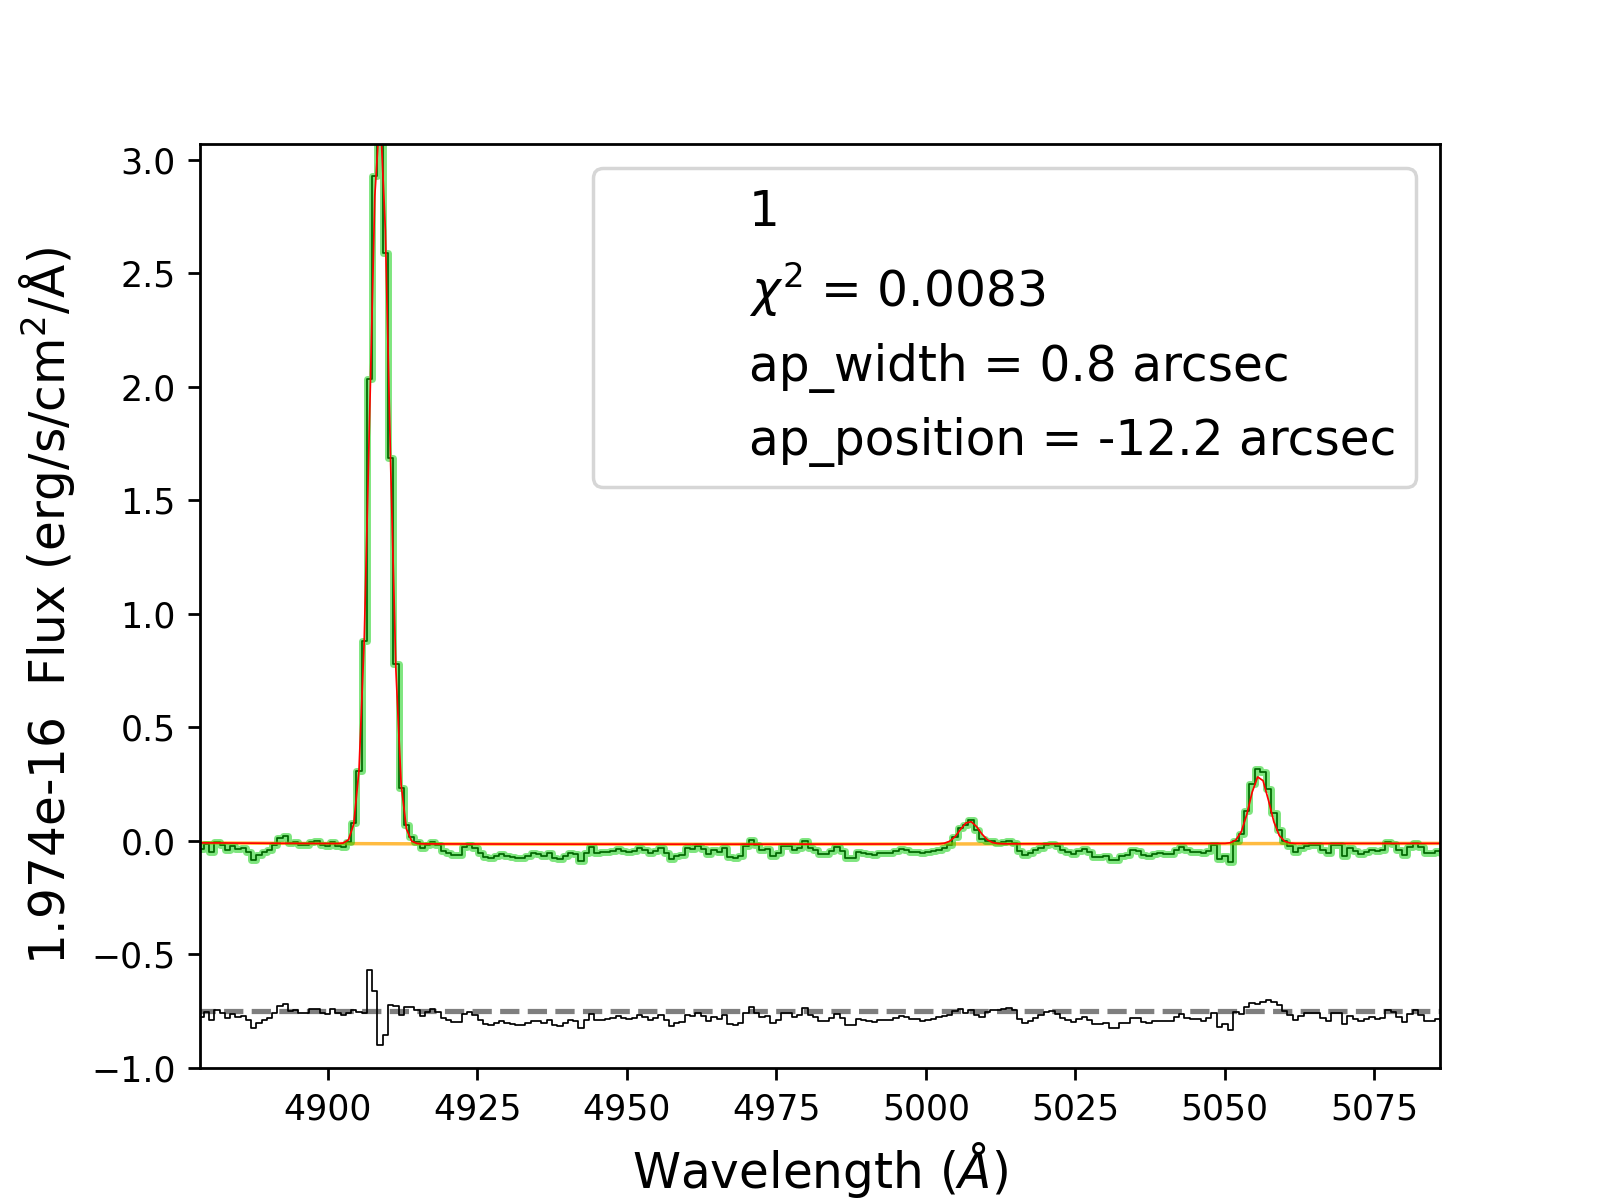 3.0
2.5
2.0
1.5
1.0
0.5
0.0
−0.5
−1.0
1.974e-16 Flux (erg/s/cm²/Å)
1
χ² = 0.0083
ap_width = 0.8 arcsec
ap_position = -12.2 arcsec
4900 4925 4950 4975 5000 5025 5050 5075
Wavelength (Å)